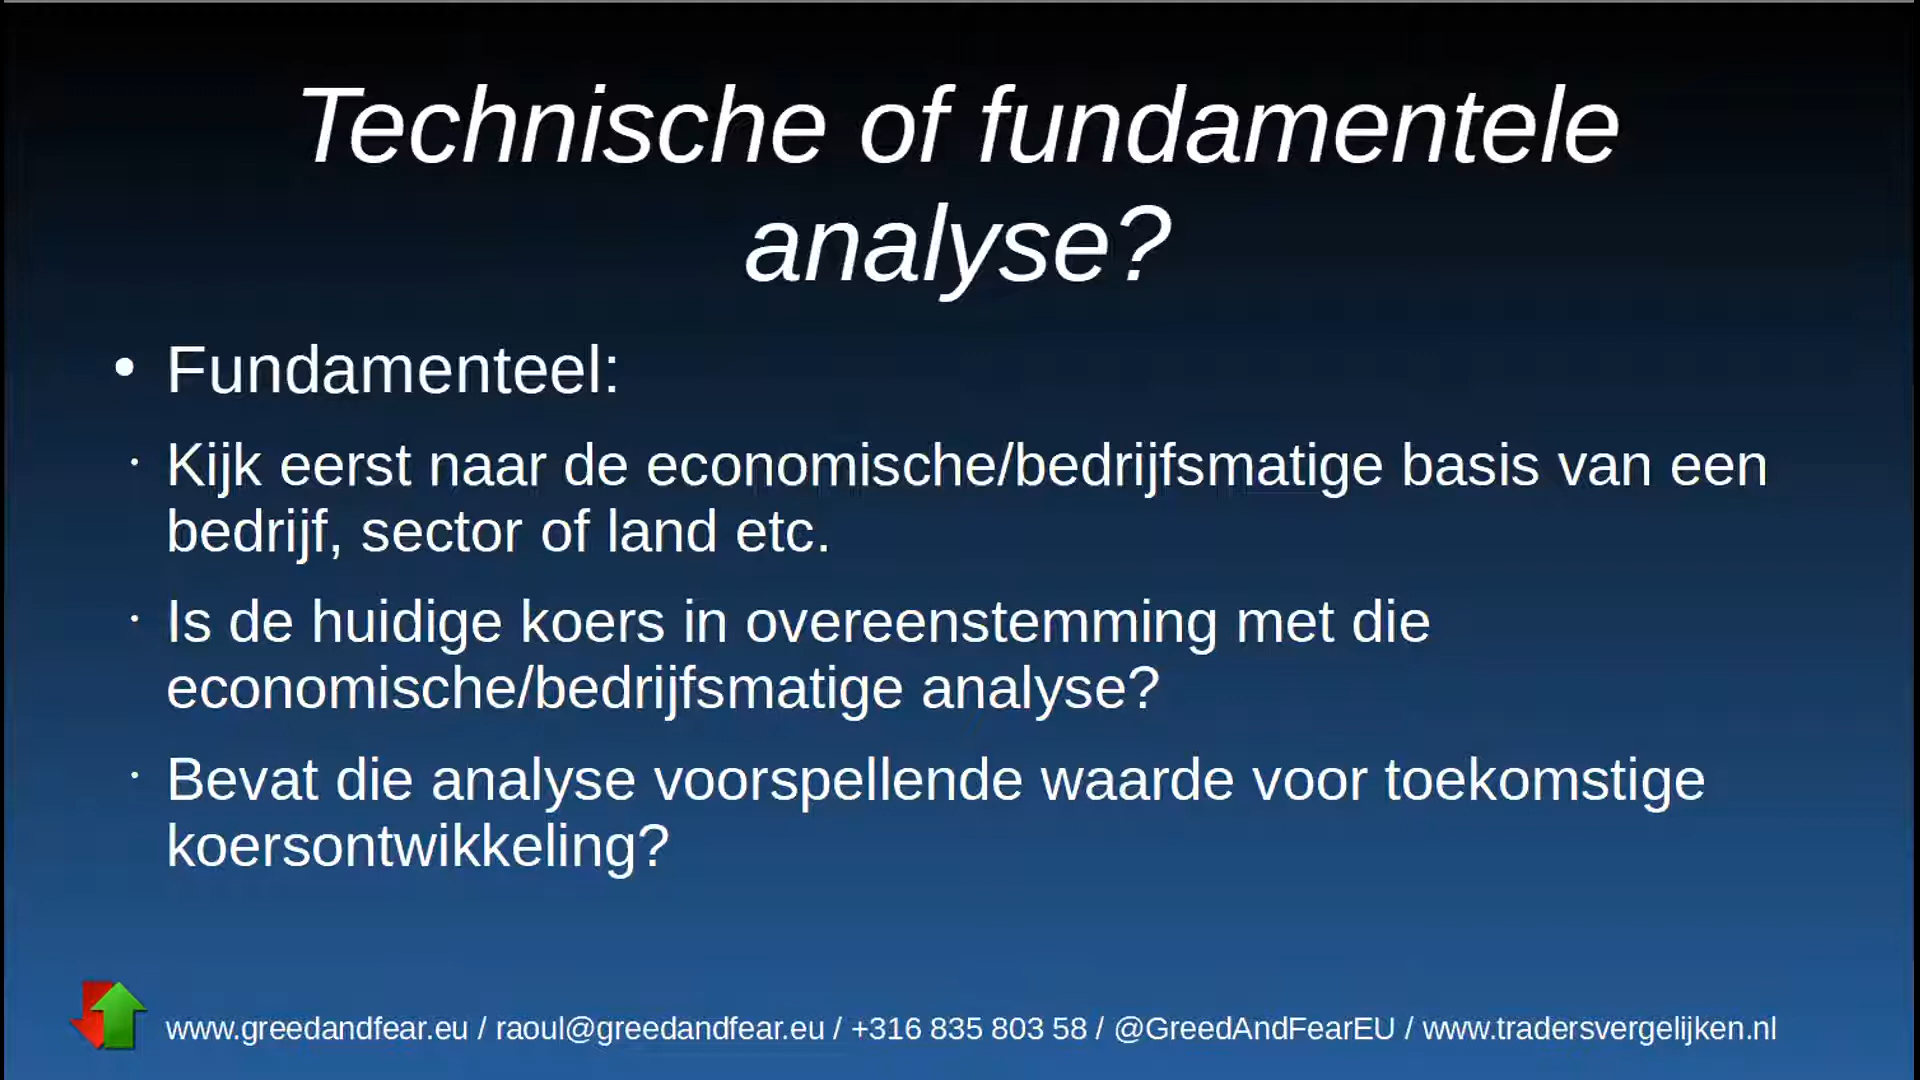 Technische of fundamentele
analyse?
• Fundamenteel:
· Kijk eerst naar de economische/bedrijfsmatige basis van een
bedrijf, sector of land etc.
· Is de huidige koers in overeenstemming met die
economische/bedrijfsmatige analyse?
· Bevat die analyse voorspellende waarde voor toekomstige
koersontwikkeling?
www.greedandfear.eu / raoul@greedandfear.eu / +316 835 803 58 / @GreedAndFearEU / www.tradersvergelijken.nl